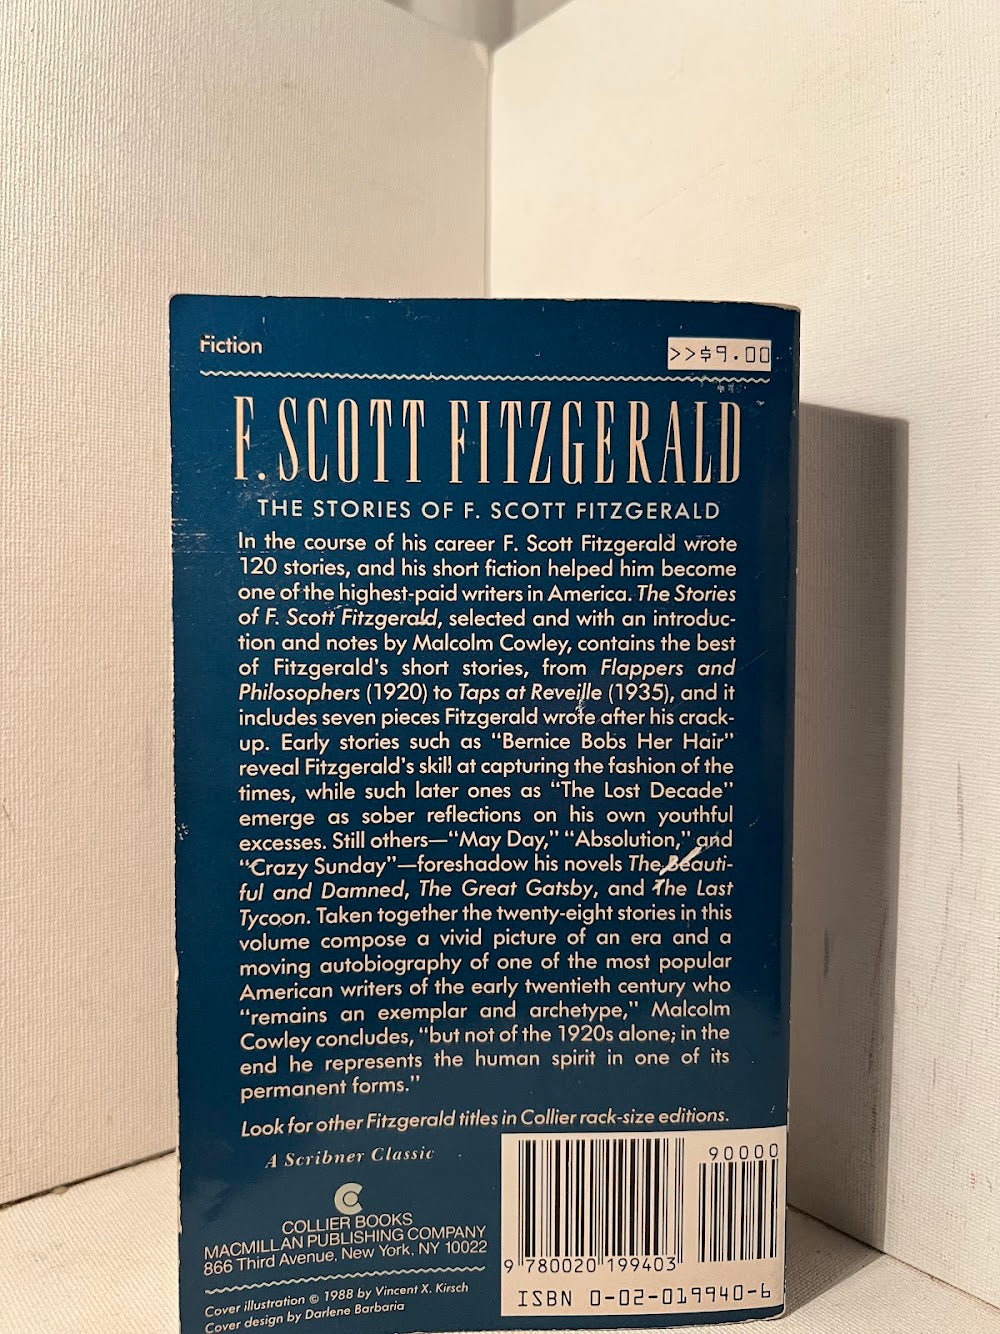 Fiction
>>$9.00
F. SCOTT FITZGERALD
THE STORIES OF F. SCOTT FITZGERALD
In the course of his career F. Scott Fitzgerald wrote
120 stories, and his short fiction helped him become
one of the highest-paid writers in America. The Stories
of F. Scott Fitzgerald, selected and with an introduc-
tion and notes by Malcolm Cowley, contains the best
of Fitzgerald's short stories, from Flappers and
Philosophers (1920) to Taps at Reveille (1935), and it
includes seven pieces Fitzgerald wrote after his crack-
up. Early stories such as "Bernice Bobs Her Hair"
reveal Fitzgerald's skill at capturing the fashion of the
times, while such later ones as "The Lost Decade"
emerge as sober reflections on his own youthful
excesses. Still others—"May Day," "Absolution," and
"Crazy Sunday"—foreshadow his novels The Beauti-
ful and Damned, The Great Gatsby, and The Last
Tycoon. Taken together the twenty-eight stories in this
volume compose a vivid picture of an era and a
moving autobiography of one of the most popular
American writers of the early twentieth century who
"remains an exemplar and archetype," Malcolm
Cowley concludes, "but not of the 1920s alone; in the
end he represents the human spirit in one of its
permanent forms."
Look for other Fitzgerald titles in Collier rack-size editions.
A Scribner Classic
COLLIER BOOKS
MACMILLAN PUBLISHING COMPANY
866 Third Avenue, New York, NY 10022
Cover illustration © 1988 by Vincent X. Kirsch
Cover design by Darlene Barbaria
90000
9 780020 199403
ISBN 0-02-019940-6